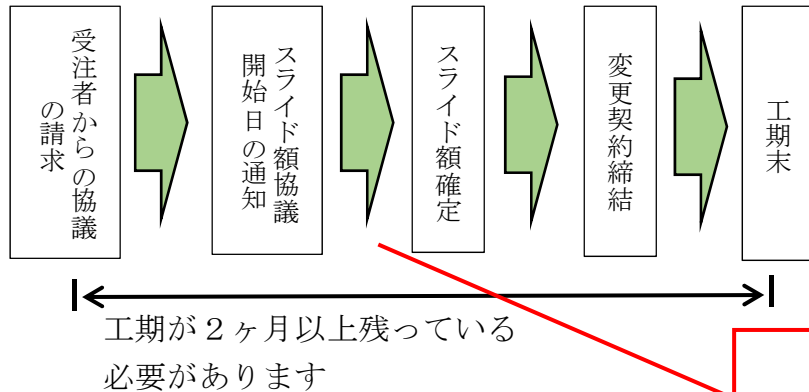 受注者からの協議
の請求
スライド額協議
開始日の通知
スライド額確定
変更契約締結
工期末
工期が２ヶ月以上残っている
必要があります